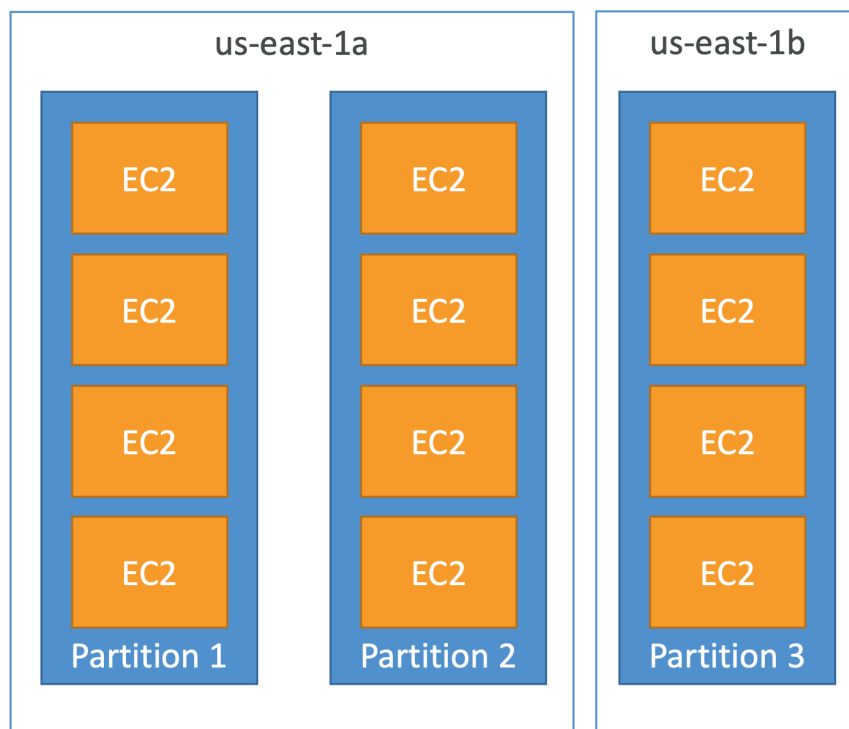 us-east-1a
EC2
EC2
EC2
EC2
Partition 1
EC2
EC2
EC2
EC2
Partition 2
us-east-1b
EC2
EC2
EC2
EC2
Partition 3